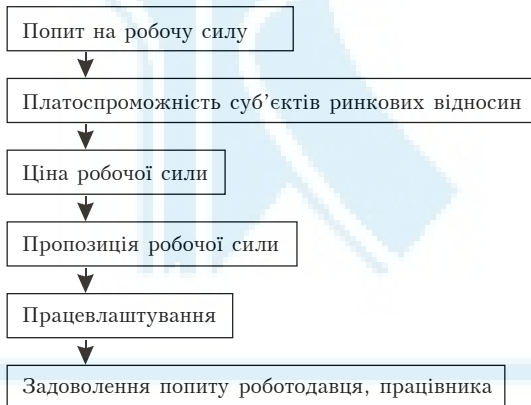 Попит на робочу силу
Платоспроможність суб’єктів ринкових відносин
Ціна робочої сили
Пропозиція робочої сили
Працевлаштування
Задоволення попиту роботодавця, працівника